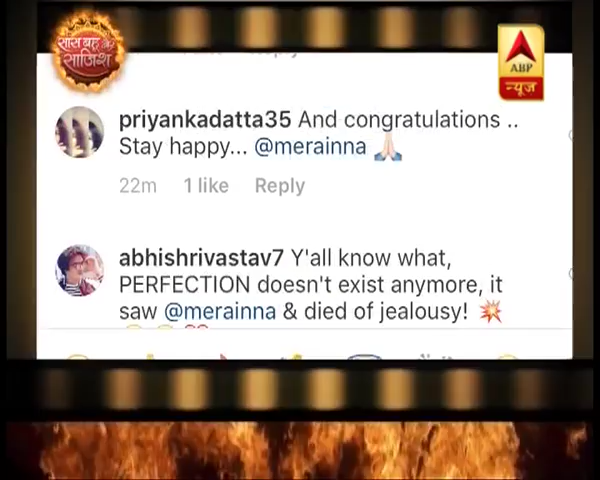 सास बहू और
साज़िश
ABP
न्यूज़
priyankadatta35 And congratulations ..
Stay happy... @merainna 🙏🏻
22m 1 like Reply
abhishrivastav7 Y'all know what,
PERFECTION doesn't exist anymore, it
saw @merainna & died of jealousy! 💥